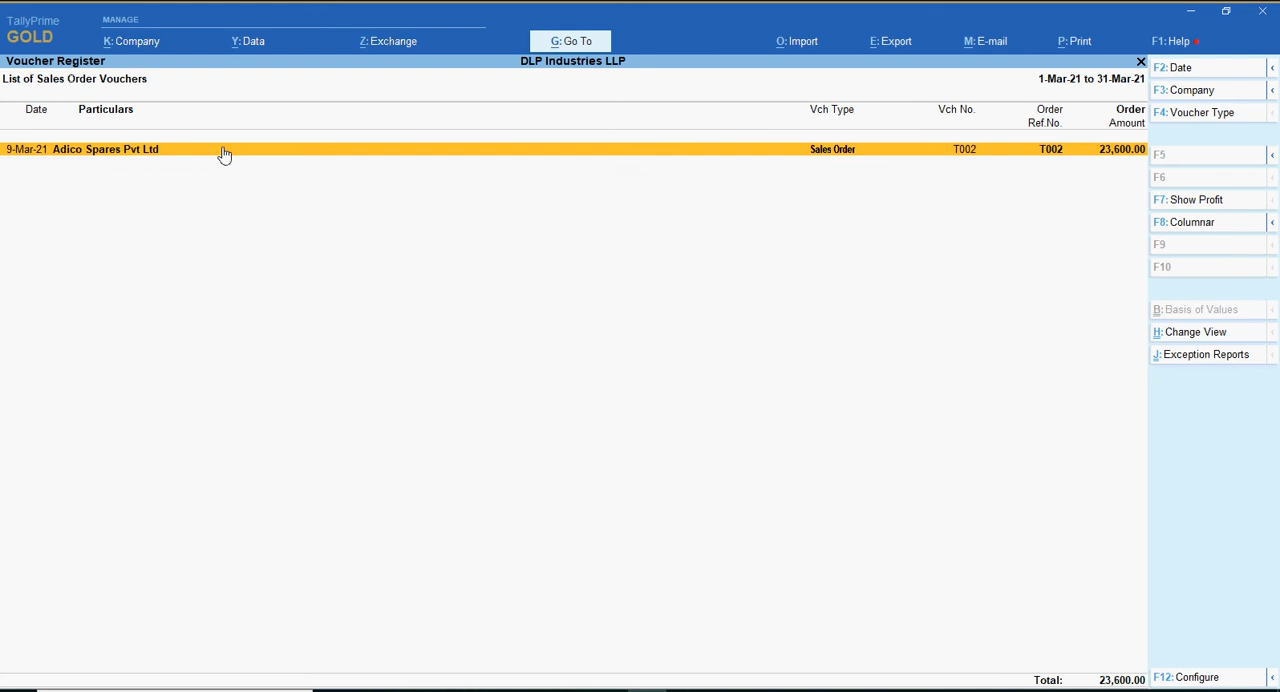 TallyPrime
GOLD
MANAGE
K: Company
Y: Data
Z: Exchange
G: Go To
O: Import
E: Export
M: E-mail
P: Print
F1: Help
Voucher Register
DLP Industries LLP
List of Sales Order Vouchers
1-Mar-21 to 31-Mar-21
Date
Particulars
Vch Type
Vch No.
Order
Ref.No.
Order
Amount
9-Mar-21 Adico Spares Pvt Ltd
Sales Order
T002
T002
23,600.00
Total:
23,600.00
F2: Date
F3: Company
F4: Voucher Type
F5
F6
F7: Show Profit
F8: Columnar
F9
F10
B: Basis of Values
H: Change View
J: Exception Reports
F12: Configure